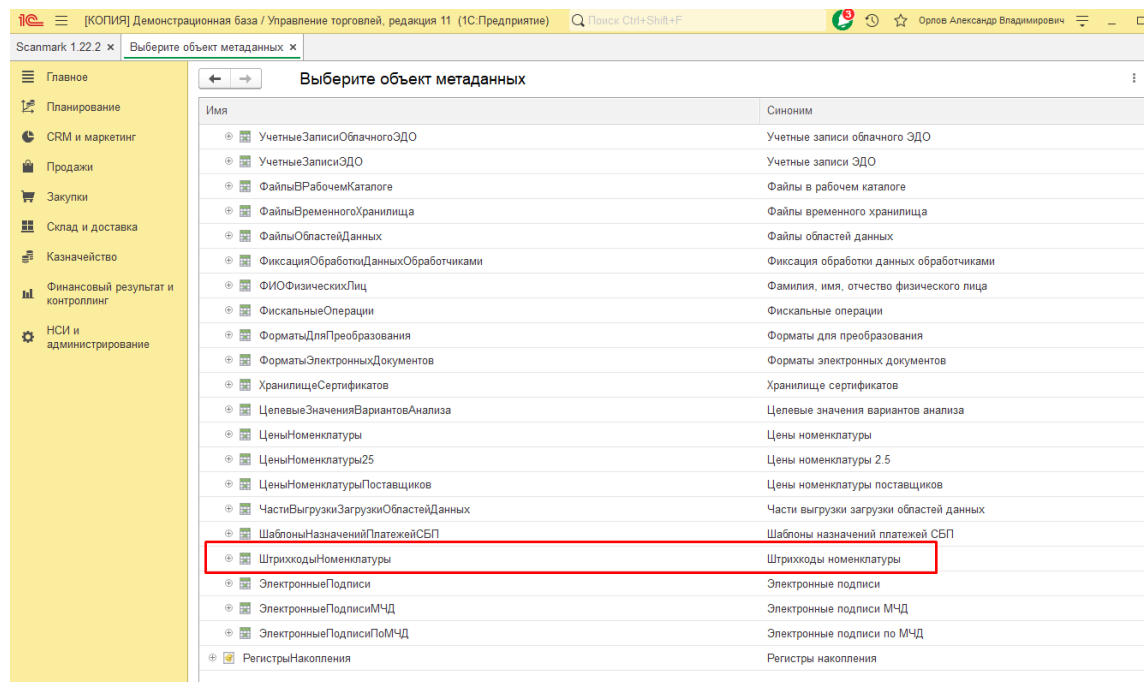 1С [КОПИЯ] Демонстрационная база / Управление торговлей, редакция 11 (1С:Предприятие) Поиск Ctrl+Shift+F 3 Орлов Александр Владимирович
Scanmark 1.22.2 × Выберите объект метаданных ×
Главное
Планирование
CRM и маркетинг
Продажи
Закупки
Склад и доставка
Казначейство
Финансовый результат и
контроллинг
НСИ и
администрирование
Выберите объект метаданных
Имя Синоним
УчетныеЗаписиОблачногоЭДО Учетные записи облачного ЭДО
УчетныеЗаписиЭДО Учетные записи ЭДО
ФайлыВРабочемКаталоге Файлы в рабочем каталоге
ФайлыВременногоХранилища Файлы временного хранилища
ФайлыОбластейДанных Файлы областей данных
ФиксацияОбработкиДанныхОбработчиками Фиксация обработки данных обработчиками
ФИОФизическихЛиц Фамилия, имя, отчество физического лица
ФискальныеОперации Фискальные операции
ФорматыДляПреобразования Форматы для преобразования
ФорматыЭлектронныхДокументов Форматы электронных документов
ХранилищеСертификатов Хранилище сертификатов
ЦелевыеЗначенияВариантовАнализа Целевые значения вариантов анализа
ЦеныНоменклатуры Цены номенклатуры
ЦеныНоменклатуры25 Цены номенклатуры 2.5
ЦеныНоменклатурыПоставщиков Цены номенклатуры поставщиков
ЧастиВыгрузкиЗагрузкиОбластейДанных Части выгрузки загрузки областей данных
ШаблоныНазначенийПлатежейСБП Шаблоны назначений платежей СБП
ШтрихкодыНоменклатуры Штрихкоды номенклатуры
ЭлектронныеПодписи Электронные подписи
ЭлектронныеПодписиМЧД Электронные подписи МЧД
ЭлектронныеПодписиПоМЧД Электронные подписи по МЧД
РегистрыНакопления Регистры накопления